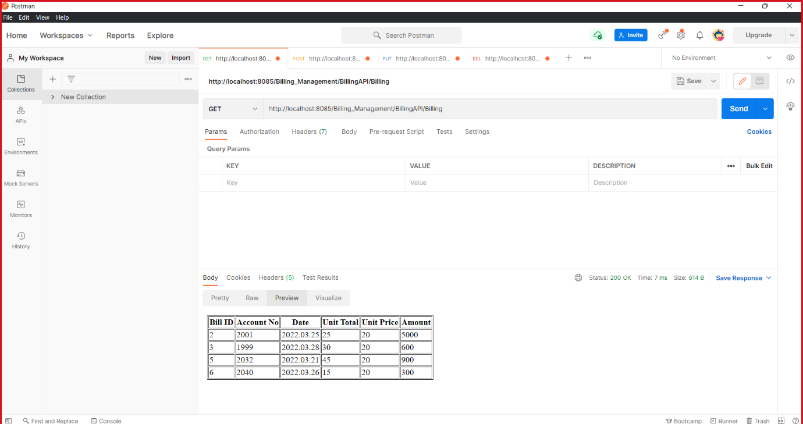 Postman
File Edit View Help
Home Workspaces Reports Explore Search Postman Invite Upgrade
My Workspace New Import GET http://localhost:80... POST http://localhost:8... PUT http://localhost:80... DEL http://localhost:80... + ••• No Environment
Collections
APIs
Environments
Mock Servers
Monitors
History
New Collection
http://localhost:8085/Billing_Management/BillingAPI/Billing Save
GET http://localhost:8085/Billing_Management/BillingAPI/Billing Send
Params Authorization Headers (7) Body Pre-request Script Tests Settings Cookies
Query Params
KEY VALUE DESCRIPTION ••• Bulk Edit
Key Value Description
Body Cookies Headers (5) Test Results Status: 200 OK Time: 7 ms Size: 614 B Save Response
Pretty Raw Preview Visualize
Bill ID Account No Date Unit Total Unit Price Amount
2 2001 2022.03.25 25 20 5000
3 1999 2022.03.28 30 20 600
5 2032 2022.03.21 45 20 900
6 2040 2022.03.26 15 20 300
Find and Replace Console Bootcamp Runner Trash